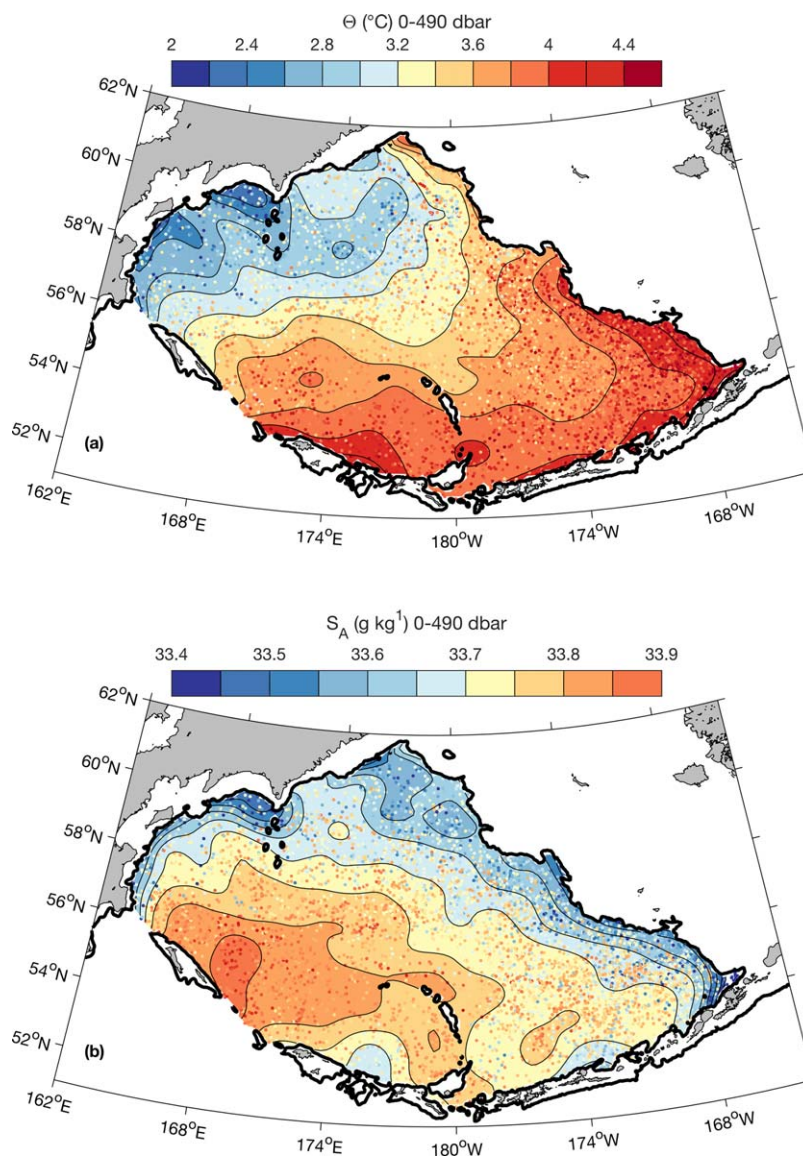 Θ (°C) 0-490 dbar
2 2.4 2.8 3.2 3.6 4 4.4
62°N
60°N
58°N
56°N
54°N
52°N
(a)
162°E
168°E
174°E
180°W
174°W
168°W
S_A (g kg¹) 0-490 dbar
33.4 33.5 33.6 33.7 33.8 33.9
62°N
60°N
58°N
56°N
54°N
52°N
(b)
162°E
168°E
174°E
180°W
174°W
168°W